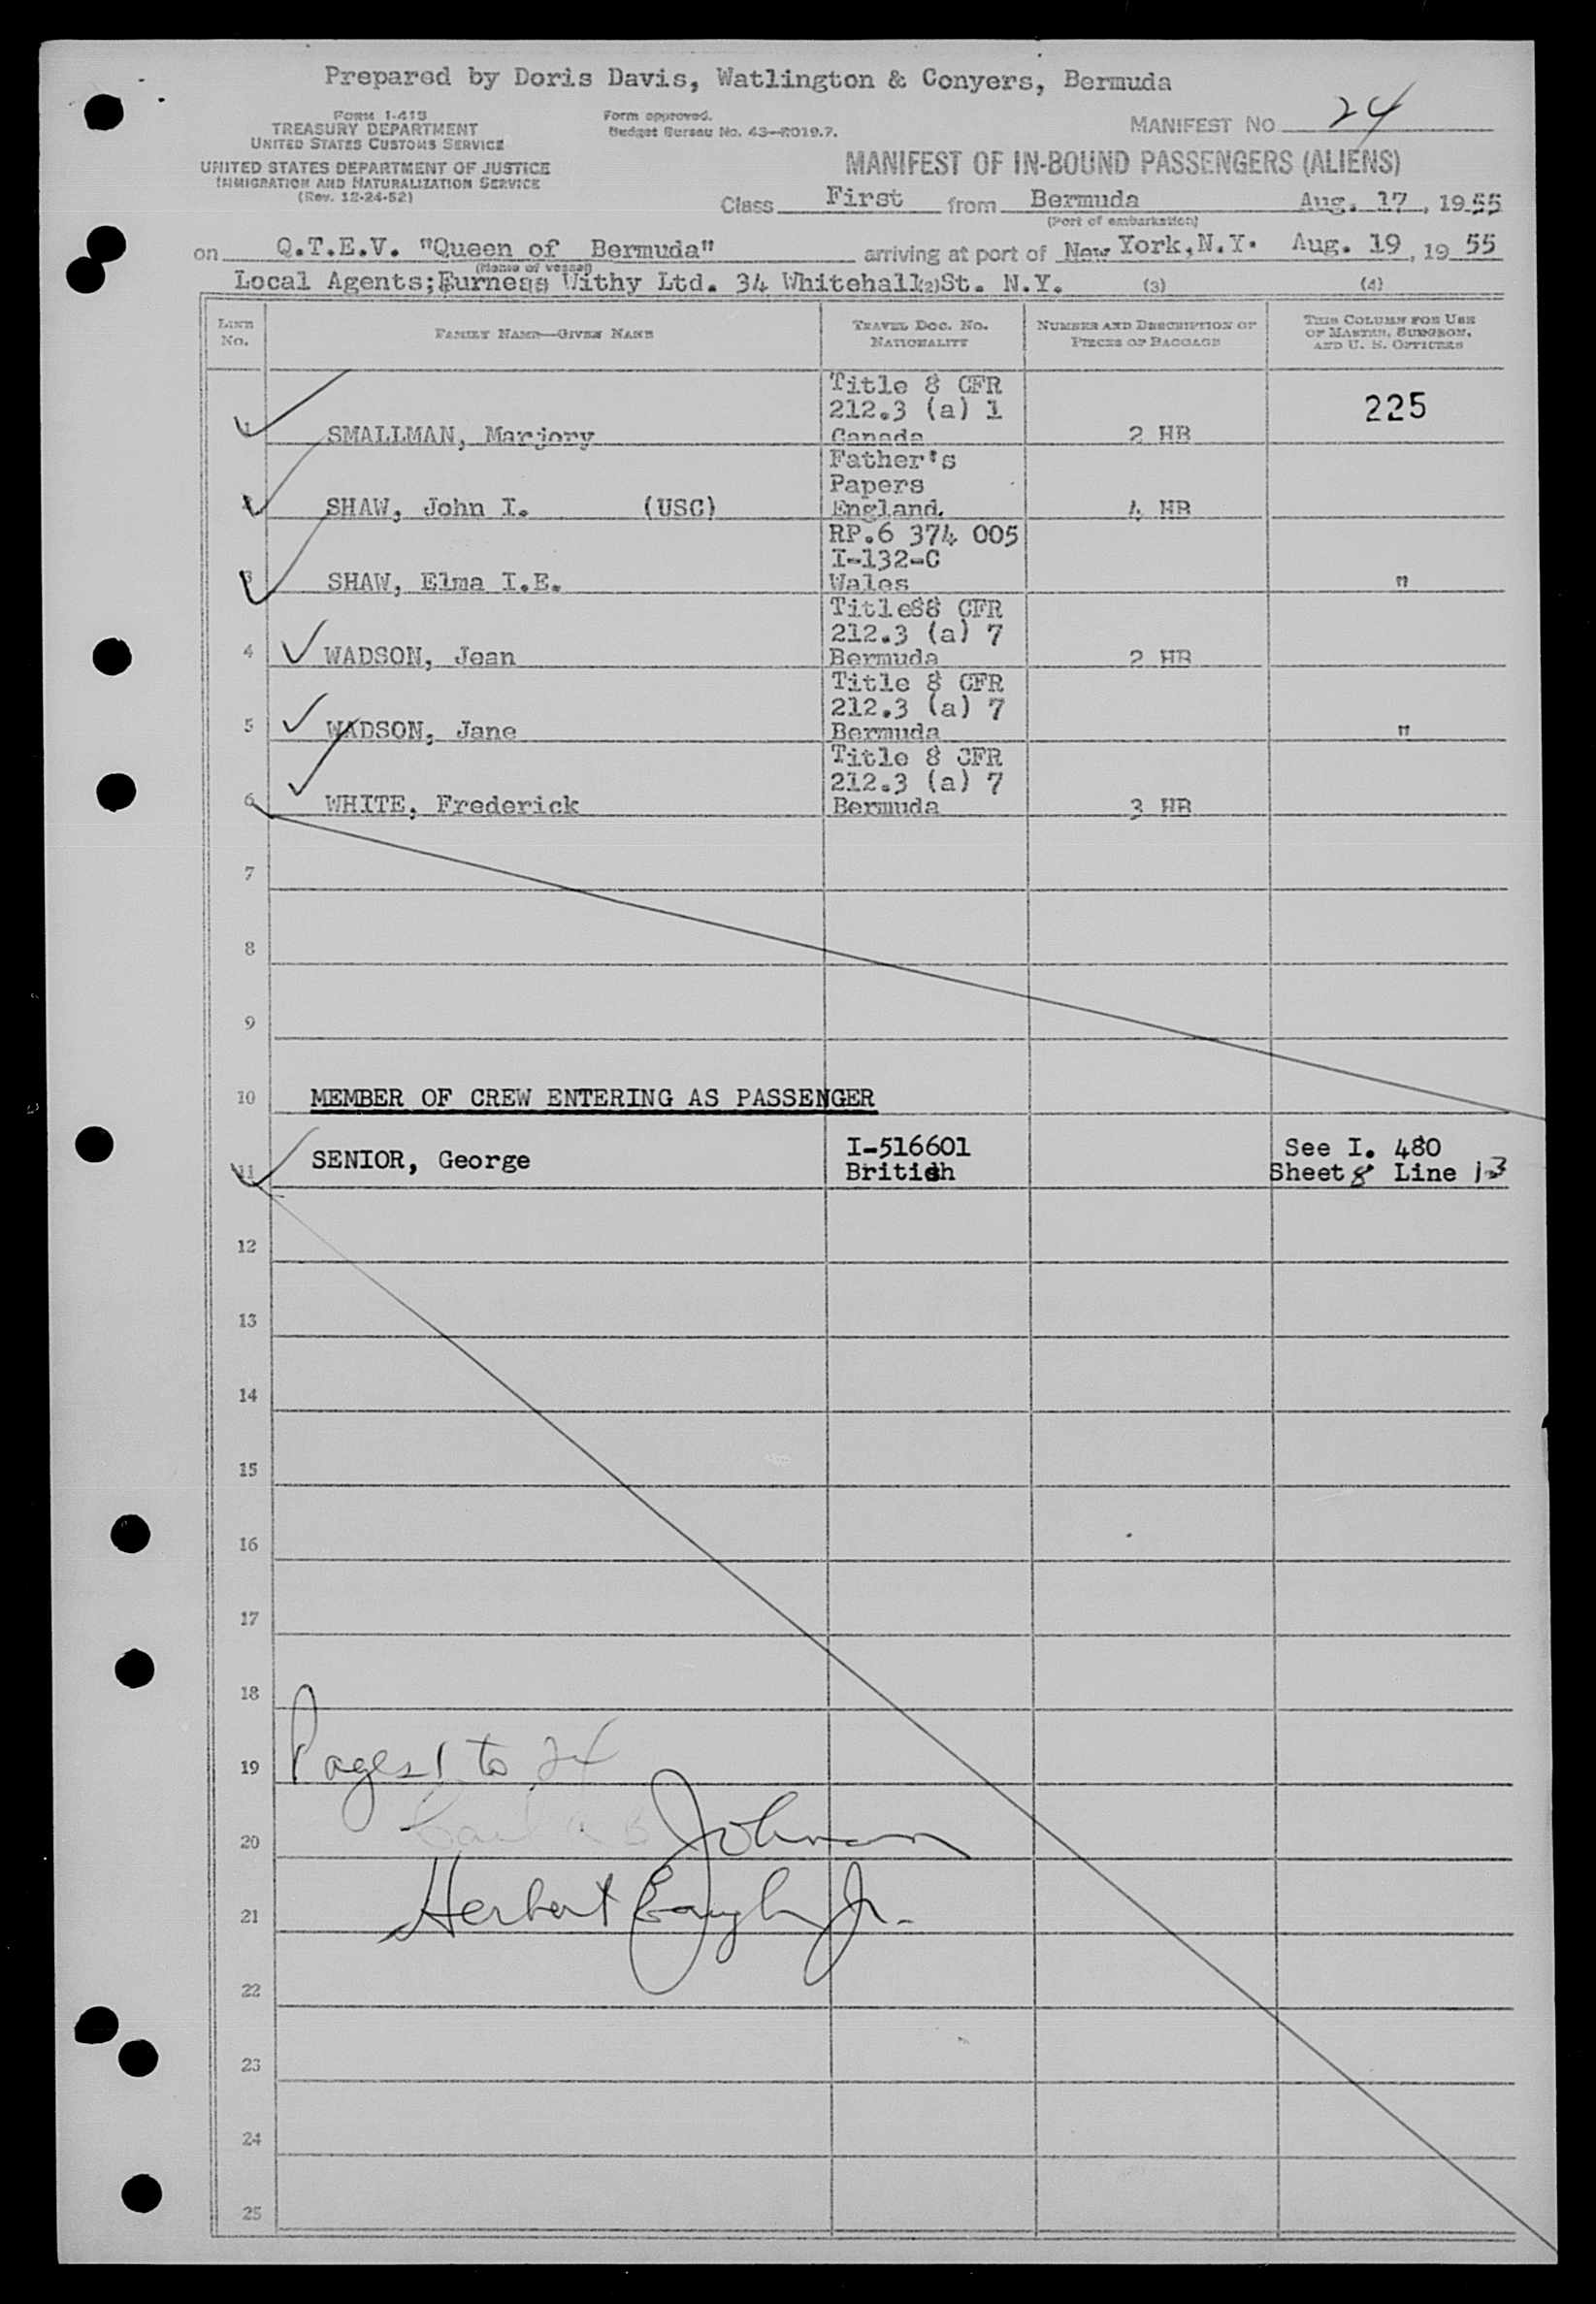 Prepared by Doris Davis, Watlington & Conyers, Bermuda
FORM I-418
TREASURY DEPARTMENT
UNITED STATES CUSTOMS SERVICE
UNITED STATES DEPARTMENT OF JUSTICE
IMMIGRATION AND NATURALIZATION SERVICE
(Rev. 12-24-52)
Form approved.
Budget Bureau No. 43-R019.7.
MANIFEST NO 24
MANIFEST OF IN-BOUND PASSENGERS (ALIENS)
Class First from Bermuda Aug. 17, 1955
(Port of embarkation)
on Q.T.E.V. "Queen of Bermuda" arriving at port of New York, N.Y. Aug. 19, 1955
(Name of vessel)
Local Agents; Furness Withy Ltd. 34 Whitehall St. N.Y.
(2) (3) (4)
LINE NO.
FAMILY NAME—GIVEN NAME
TRAVEL DOC. NO. NATIONALITY
NUMBER AND DESCRIPTION OF PIECES OF BAGGAGE
THIS COLUMN FOR USE OF MASTER, SURGEON, AND U. S. OFFICERS
Title 8 CFR
212.3 (a) 1 225
1 SMALLMAN, Marjory Canada 2 HB
Father's
Papers
2 SHAW, John I. (USC) England. 4 HB
RP.6 374 005
I-132-C
3 SHAW, Elma I.E. Wales "
Title88 CFR
212.3 (a) 7
4 WADSON, Jean Bermuda 2 HB
Title 8 CFR
212.3 (a) 7
5 WADSON, Jane Bermuda "
Title 8 CFR
212.3 (a) 7
6 WHITE, Frederick Bermuda 3 HB
7
8
9
10 MEMBER OF CREW ENTERING AS PASSENGER
I-516601 See I. 480
11 SENIOR, George British Sheet 8 Line 13
12
13
14
15
16
17
18
19 Pages 1 to 24
20 Johnson
21 Herbert Jr.
22
23
24
25